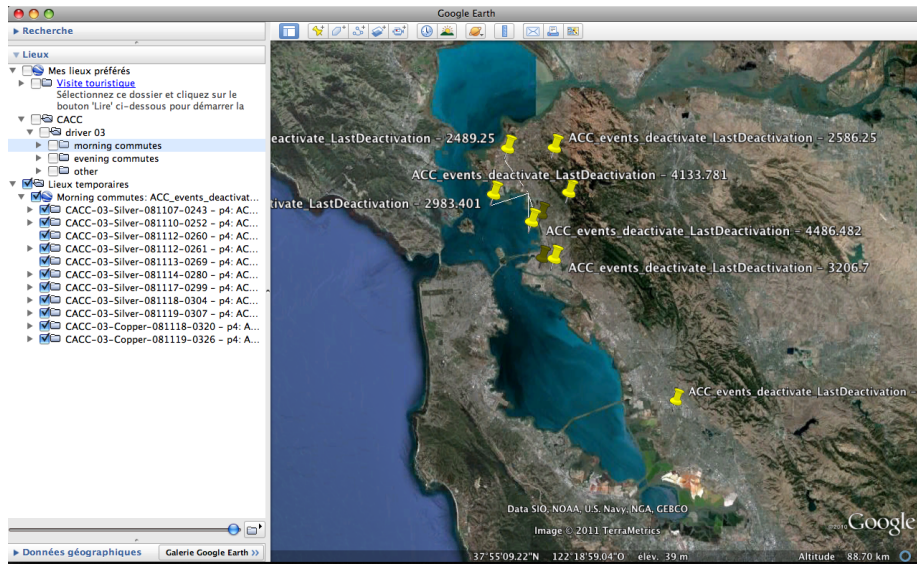 Google Earth
▶ Recherche
▼ Lieux
Mes lieux préférés
Visite touristique
Sélectionnez ce dossier et cliquez sur le
bouton 'Lire' ci-dessous pour démarrer la
CACC
driver 03
morning commutes
evening commutes
other
Lieux temporaires
Morning commutes: ACC_events_deactivat...
CACC-03-Silver-081107-0243 - p4: AC...
CACC-03-Silver-081110-0252 - p4: AC...
CACC-03-Silver-081112-0260 - p4: AC...
CACC-03-Silver-081112-0261 - p4: AC...
CACC-03-Silver-081113-0269 - p4: AC...
CACC-03-Silver-081114-0280 - p4: AC...
CACC-03-Silver-081117-0299 - p4: AC...
CACC-03-Silver-081118-0304 - p4: AC...
CACC-03-Silver-081119-0307 - p4: AC...
CACC-03-Copper-081118-0320 - p4: A...
CACC-03-Copper-081119-0326 - p4: A...
Données géographiques
Galerie Google Earth >>
eactivate_LastDeactivation - 2489.25
ACC_events_deactivate_LastDeactivation - 2586.25
ACC_events_deactivate_LastDeactivation - 4133.781
tivate_LastDeactivation - 2983.401
ACC_events_deactivate_LastDeactivation - 4486.482
ACC_events_deactivate_LastDeactivation - 3206.7
ACC_events_deactivate_LastDeactivation -
Data SIO, NOAA, U.S. Navy, NGA, GEBCO
Image © 2011 TerraMetrics
©2010 Google
37°55'09.22"N 122°18'59.04"O élév. 39 m Altitude 88.70 km